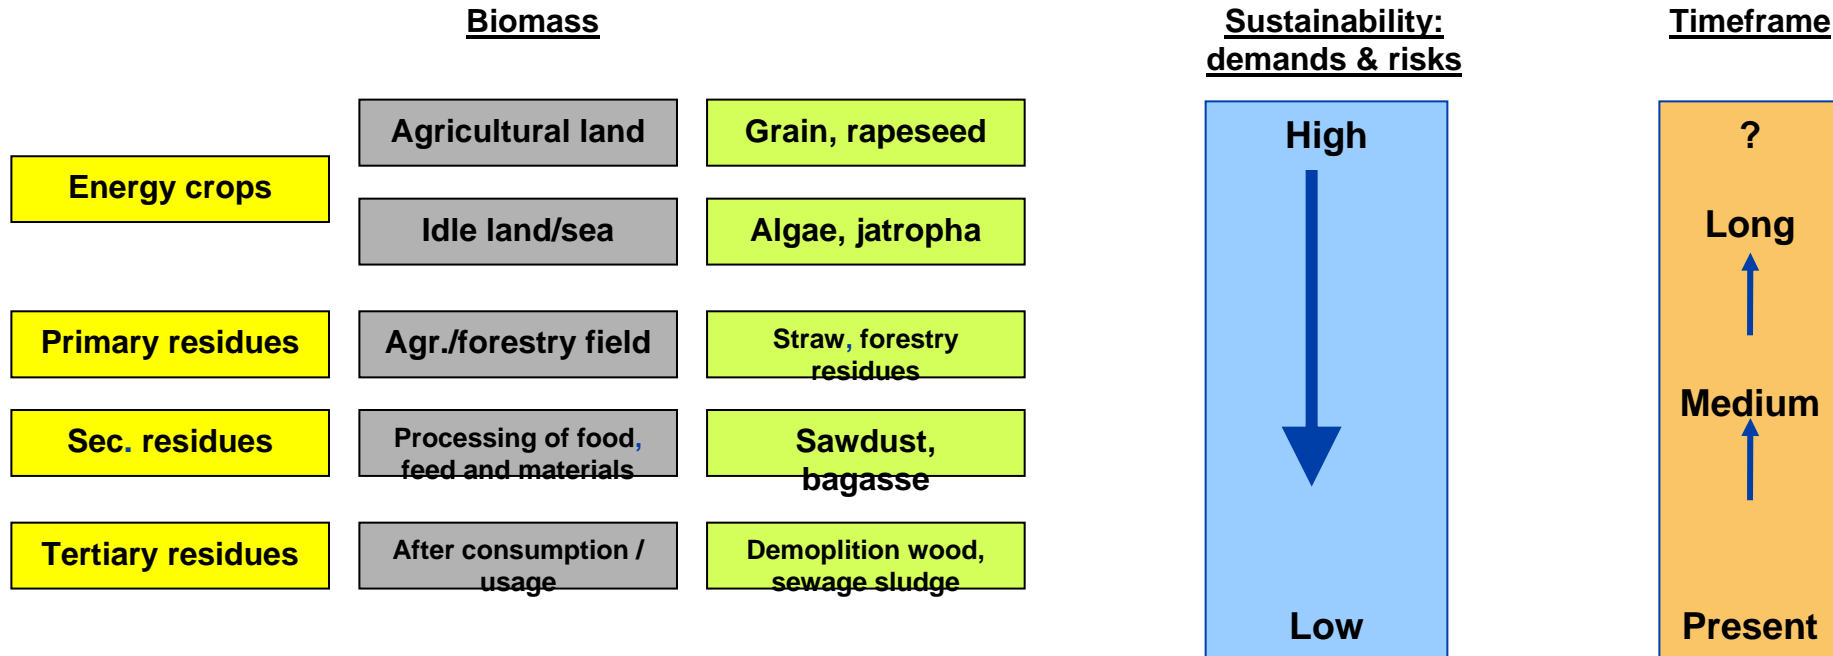 Biomass
Sustainability:
demands & risks
Timeframe
Energy crops
Agricultural land
Grain, rapeseed
Idle land/sea
Algae, jatropha
Primary residues
Agr./forestry field
Straw, forestry
residues
Sec. residues
Processing of food,
feed and materials
Sawdust,
bagasse
Tertiary residues
After consumption /
usage
Demoplition wood,
sewage sludge
High
Low
?
Long
Medium
Present